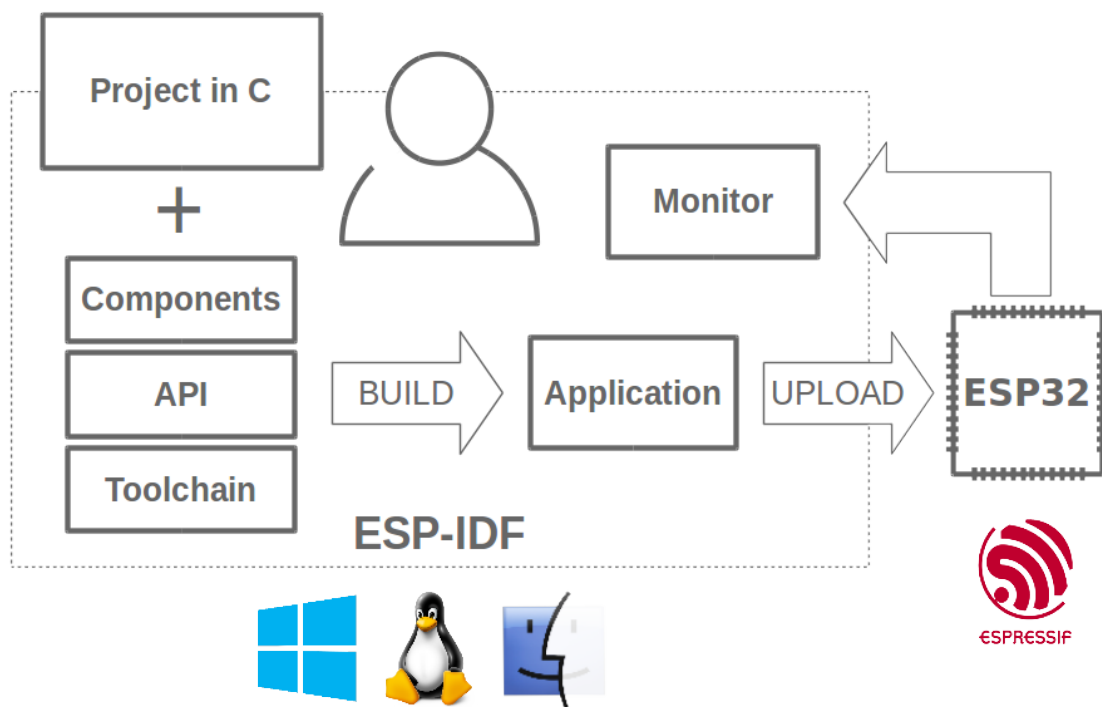 Project in C
+
Monitor
Components
API
BUILD
Application
UPLOAD
ESP32
Toolchain
ESP-IDF
ESPRESSIF